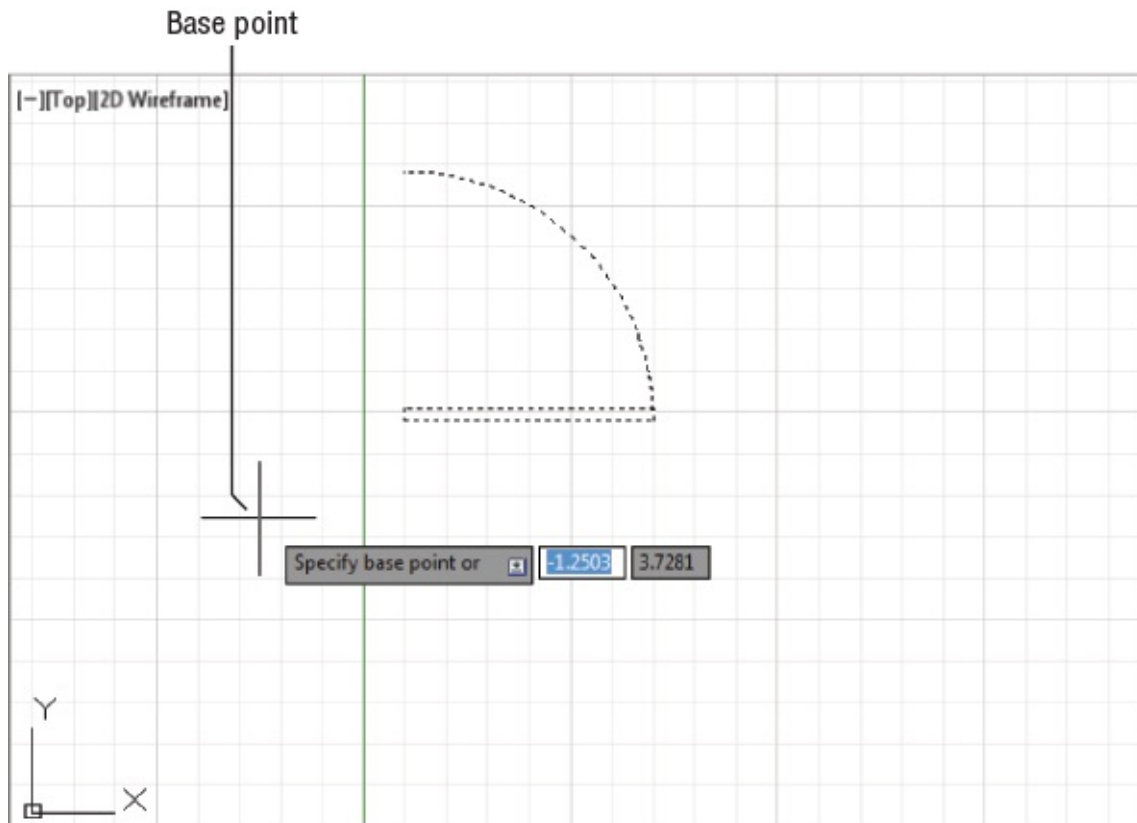 Base point
[−][Top][2D Wireframe]
Specify base point or -1.2503 3.7281
Y
X